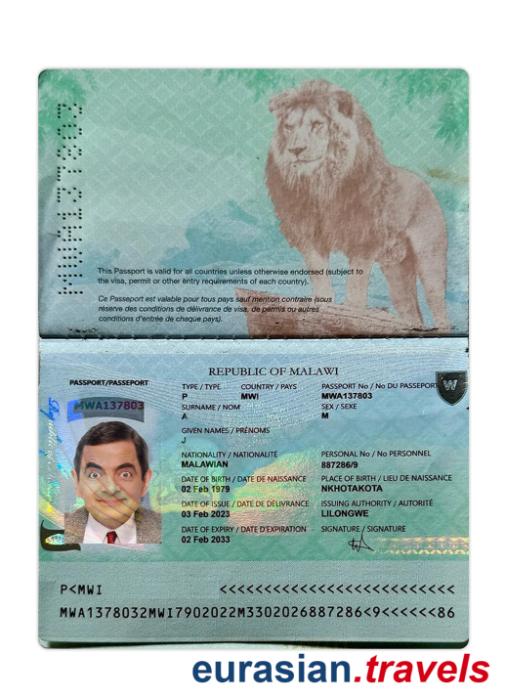 MWA137803
This Passport is valid for all countries unless otherwise endorsed (subject to
the visa, permit or other entry requirements of each country).
Ce Passeport est valable pour tous pays sauf mention contraire (sous
réserve des conditions de délivrance de visa, de permis ou autres
conditions d'entrée de chaque pays).
REPUBLIC OF MALAWI
PASSPORT/PASSEPORT
TYPE / TYPE COUNTRY / PAYS PASSPORT No / No DU PASSEPORT
P MWI MWA137803
MWA137803
SURNAME / NOM SEX / SEXE
A M
GIVEN NAMES / PRÉNOMS
J
NATIONALITY / NATIONALITÉ PERSONAL No / No PERSONNEL
MALAWIAN 887286/9
DATE OF BIRTH / DATE DE NAISSANCE PLACE OF BIRTH / LIEU DE NAISSANCE
02 Feb 1979 NKHOTAKOTA
DATE OF ISSUE / DATE DE DÉLIVRANCE ISSUING AUTHORITY / AUTORITÉ
03 Feb 2023 LILONGWE
DATE OF EXPIRY / DATE D'EXPIRATION SIGNATURE / SIGNATURE
02 Feb 2033
P<MWI <<<<<<<<<<<<<<<<<<<<<<<<<<
MWA1378032MWI7902022M3302026887286<9<<<<<<86
eurasian.travels